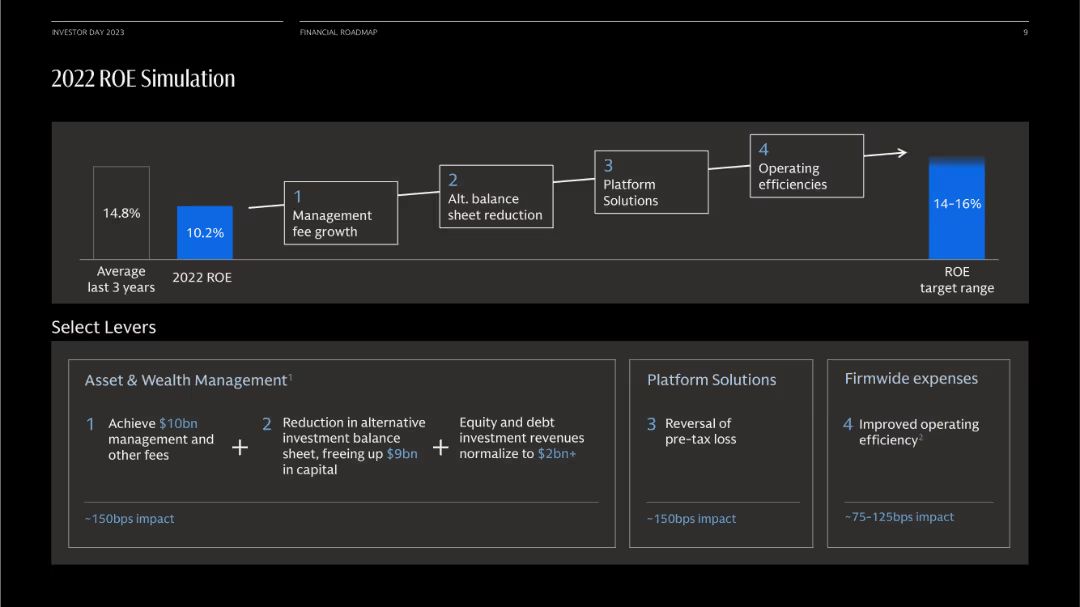 INVESTOR DAY 2023
FINANCIAL ROADMAP
9
2022 ROE Simulation
14.8%
Average
last 3 years
10.2%
2022 ROE
1
Management
fee growth
2
Alt. balance
sheet reduction
3
Platform
Solutions
4
Operating
efficiencies
14-16%
ROE
target range
Select Levers
Asset & Wealth Management¹
1 Achieve $10bn
management and
other fees
+
2 Reduction in alternative
investment balance
sheet, freeing up $9bn
in capital
+
Equity and debt
investment revenues
normalize to $2bn+
~150bps impact
Platform Solutions
3 Reversal of
pre-tax loss
~150bps impact
Firmwide expenses
4 Improved operating
efficiency²
~75-125bps impact